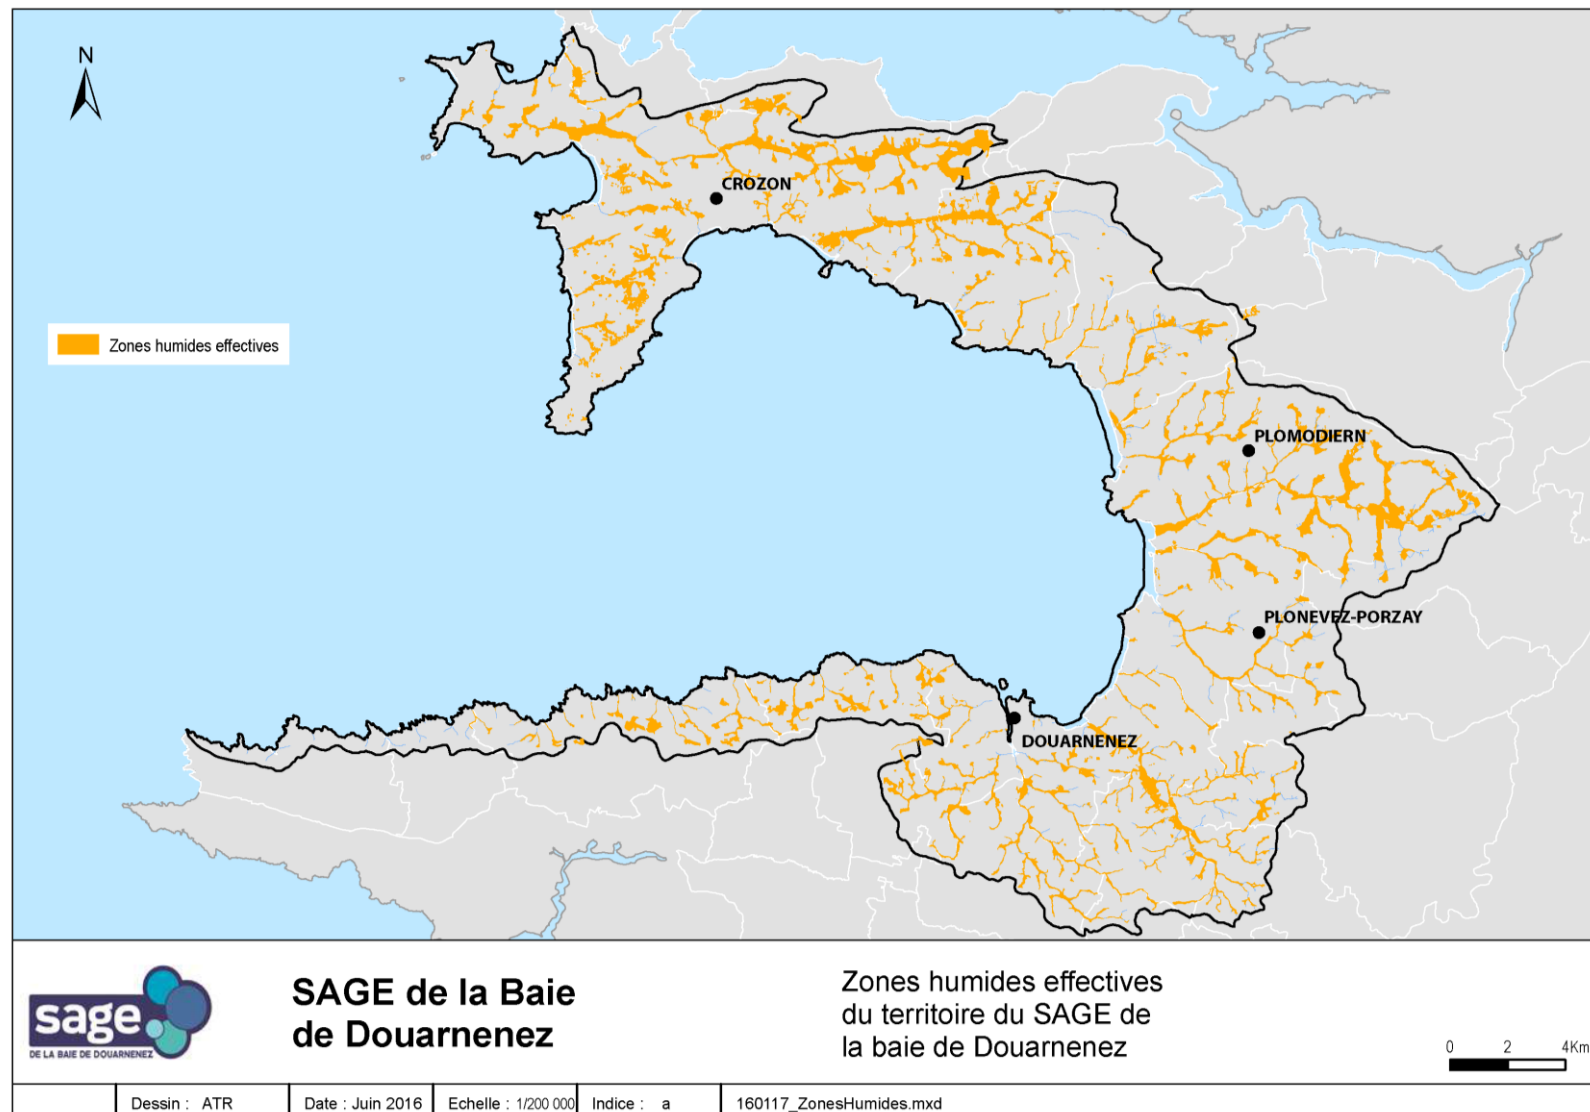 N
CROZON
Zones humides effectives
PLOMODIERN
PLONEVEZ-PORZAY
DOUARNENEZ
sage
DE LA BAIE DE DOUARNENEZ
SAGE de la Baie
de Douarnenez
Zones humides effectives
du territoire du SAGE de
la baie de Douarnenez
0 2 4Km
Dessin : ATR Date : Juin 2016 Echelle : 1/200 000 Indice : a 160117_ZonesHumides.mxd